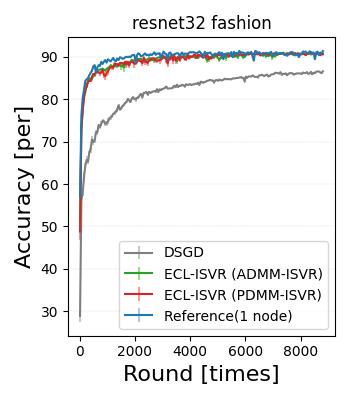 resnet32 fashion
Accuracy [per]
90
80
70
60
50
40
30
DSGD
ECL-ISVR (ADMM-ISVR)
ECL-ISVR (PDMM-ISVR)
Reference(1 node)
0 2000 4000 6000 8000
Round [times]